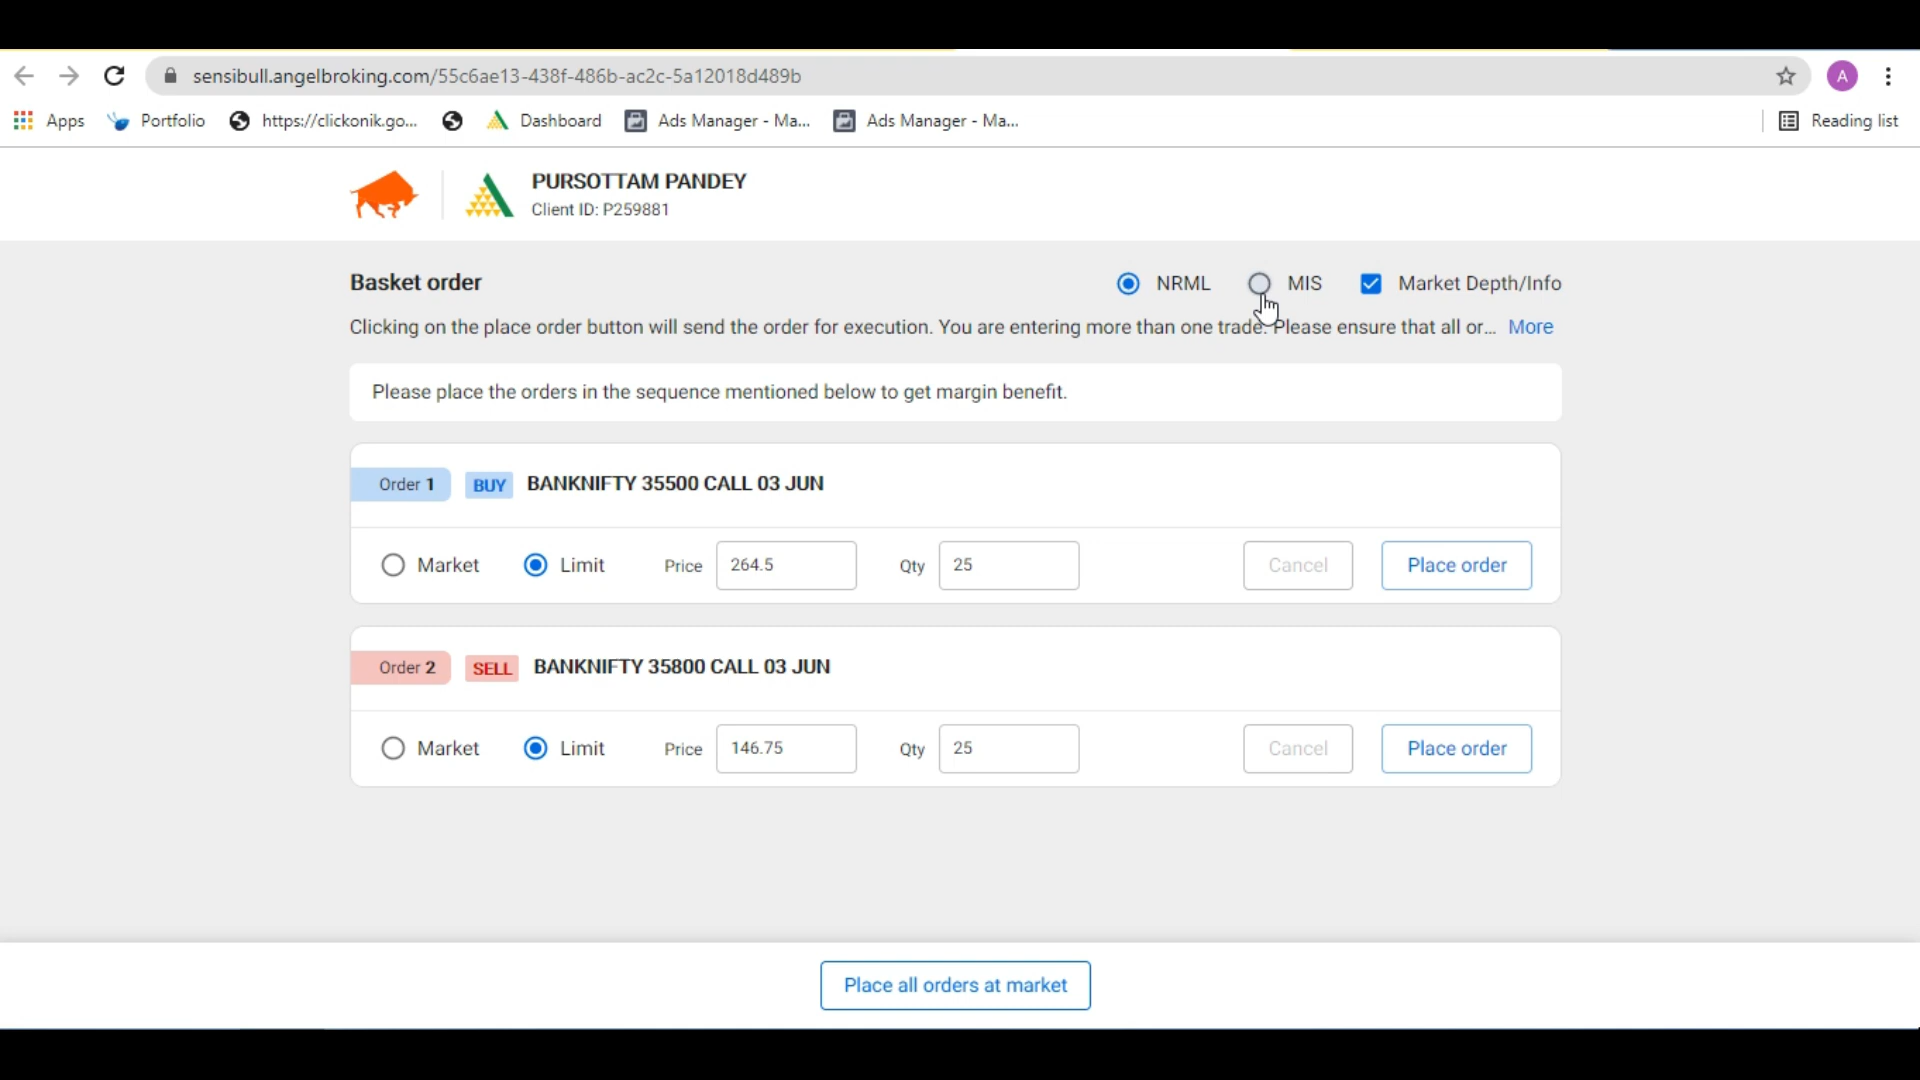 sensibull.angelbroking.com/55c6ae13-438f-486b-ac2c-5a12018d489b
A
Apps Portfolio https://clickonik.go... Dashboard Ads Manager - Ma... Ads Manager - Ma... Reading list
PURSOTTAM PANDEY
Client ID: P259881
Basket order NRML MIS Market Depth/Info
Clicking on the place order button will send the order for execution. You are entering more than one trade. Please ensure that all or... More
Please place the orders in the sequence mentioned below to get margin benefit.
Order 1 BUY BANKNIFTY 35500 CALL 03 JUN
Market Limit Price 264.5 Qty 25 Cancel Place order
Order 2 SELL BANKNIFTY 35800 CALL 03 JUN
Market Limit Price 146.75 Qty 25 Cancel Place order
Place all orders at market